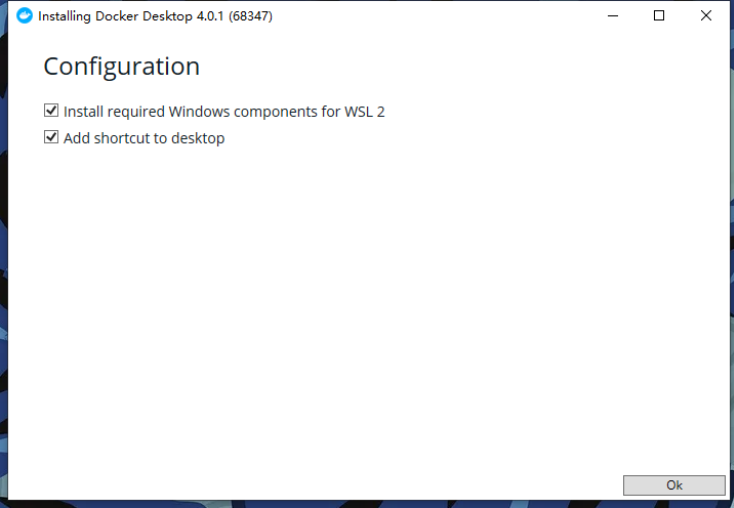 Installing Docker Desktop 4.0.1 (68347)
Configuration
Install required Windows components for WSL 2
Add shortcut to desktop
Ok